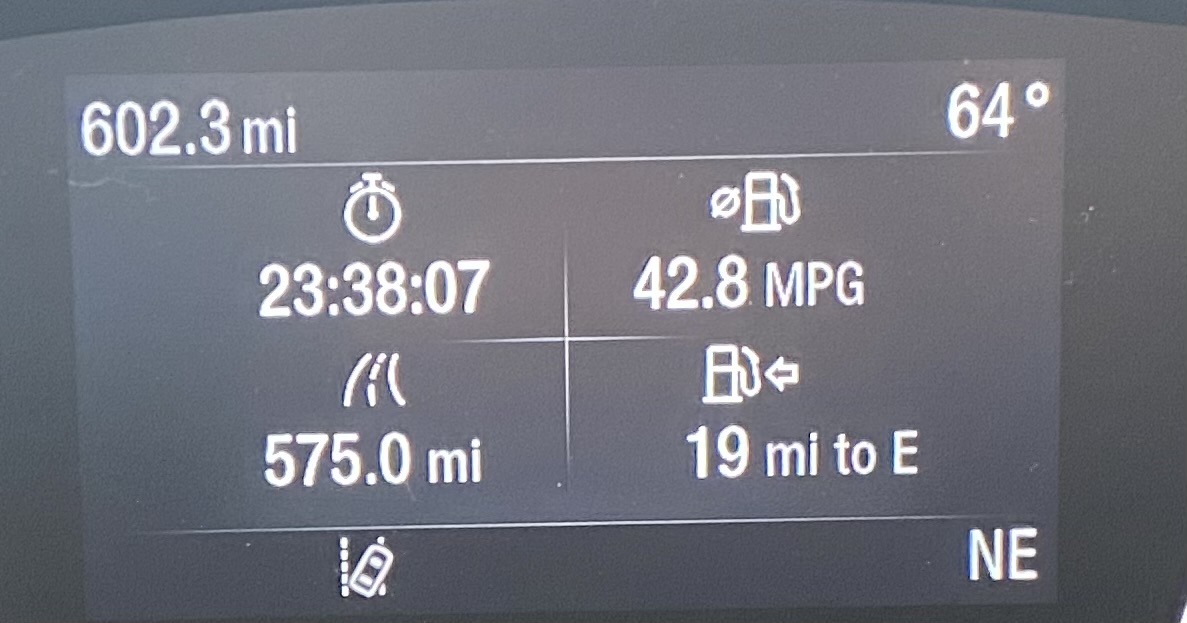 602.3 mi 64°
23:38:07 42.8 MPG
575.0 mi 19 mi to E
NE